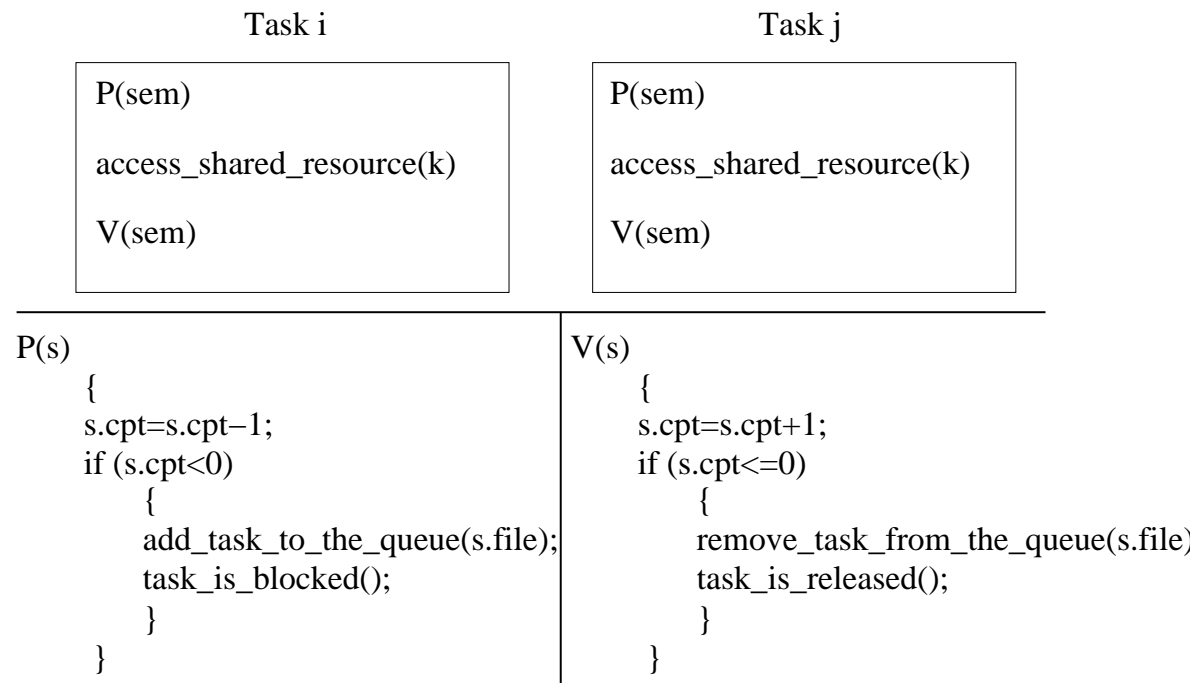 Task i
Task j
P(sem)
access_shared_resource(k)
V(sem)
P(sem)
access_shared_resource(k)
V(sem)
P(s)
{
s.cpt=s.cpt−1;
if (s.cpt<0)
{
add_task_to_the_queue(s.file);
task_is_blocked();
}
}
V(s)
{
s.cpt=s.cpt+1;
if (s.cpt<=0)
{
remove_task_from_the_queue(s.file)
task_is_released();
}
}